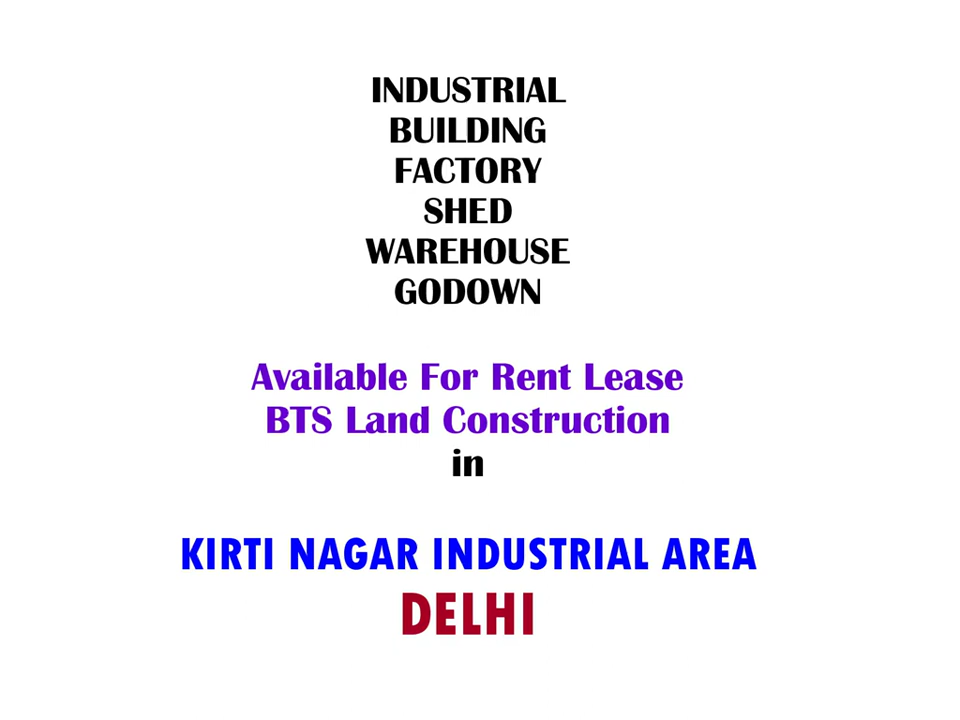 INDUSTRIAL
BUILDING
FACTORY
SHED
WAREHOUSE
GODOWN
Available For Rent Lease
BTS Land Construction
in
KIRTI NAGAR INDUSTRIAL AREA
DELHI